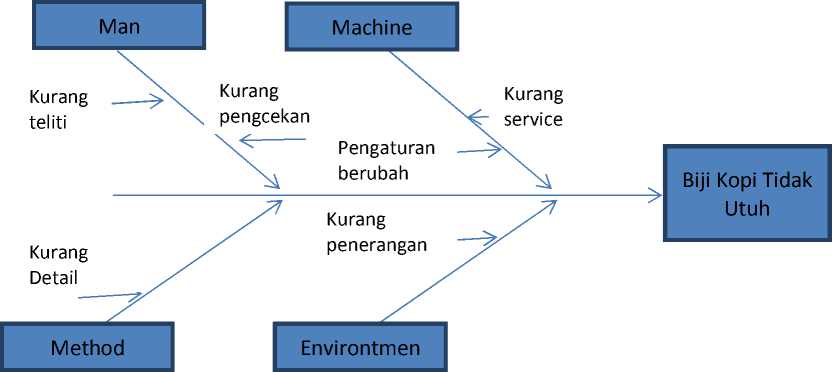 Man
Machine
Kurang
teliti
Kurang
pengcekan
Kurang
service
Pengaturan
berubah
Biji Kopi Tidak
Utuh
Kurang
penerangan
Kurang
Detail
Method
Environtmen